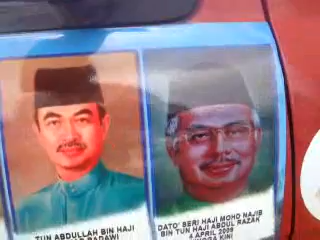 TUN ABDULLAH BIN HAJI
BADAWI
DATO' SERI HAJI MOHD NAJIB
BIN TUN HAJI ABDUL RAZAK
4 APRIL 2009
KINI